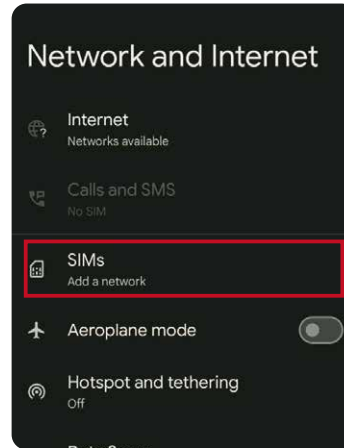 Network and Internet
Internet
Networks available
Calls and SMS
No SIM
SIMs
Add a network
Aeroplane mode
Hotspot and tethering
Off